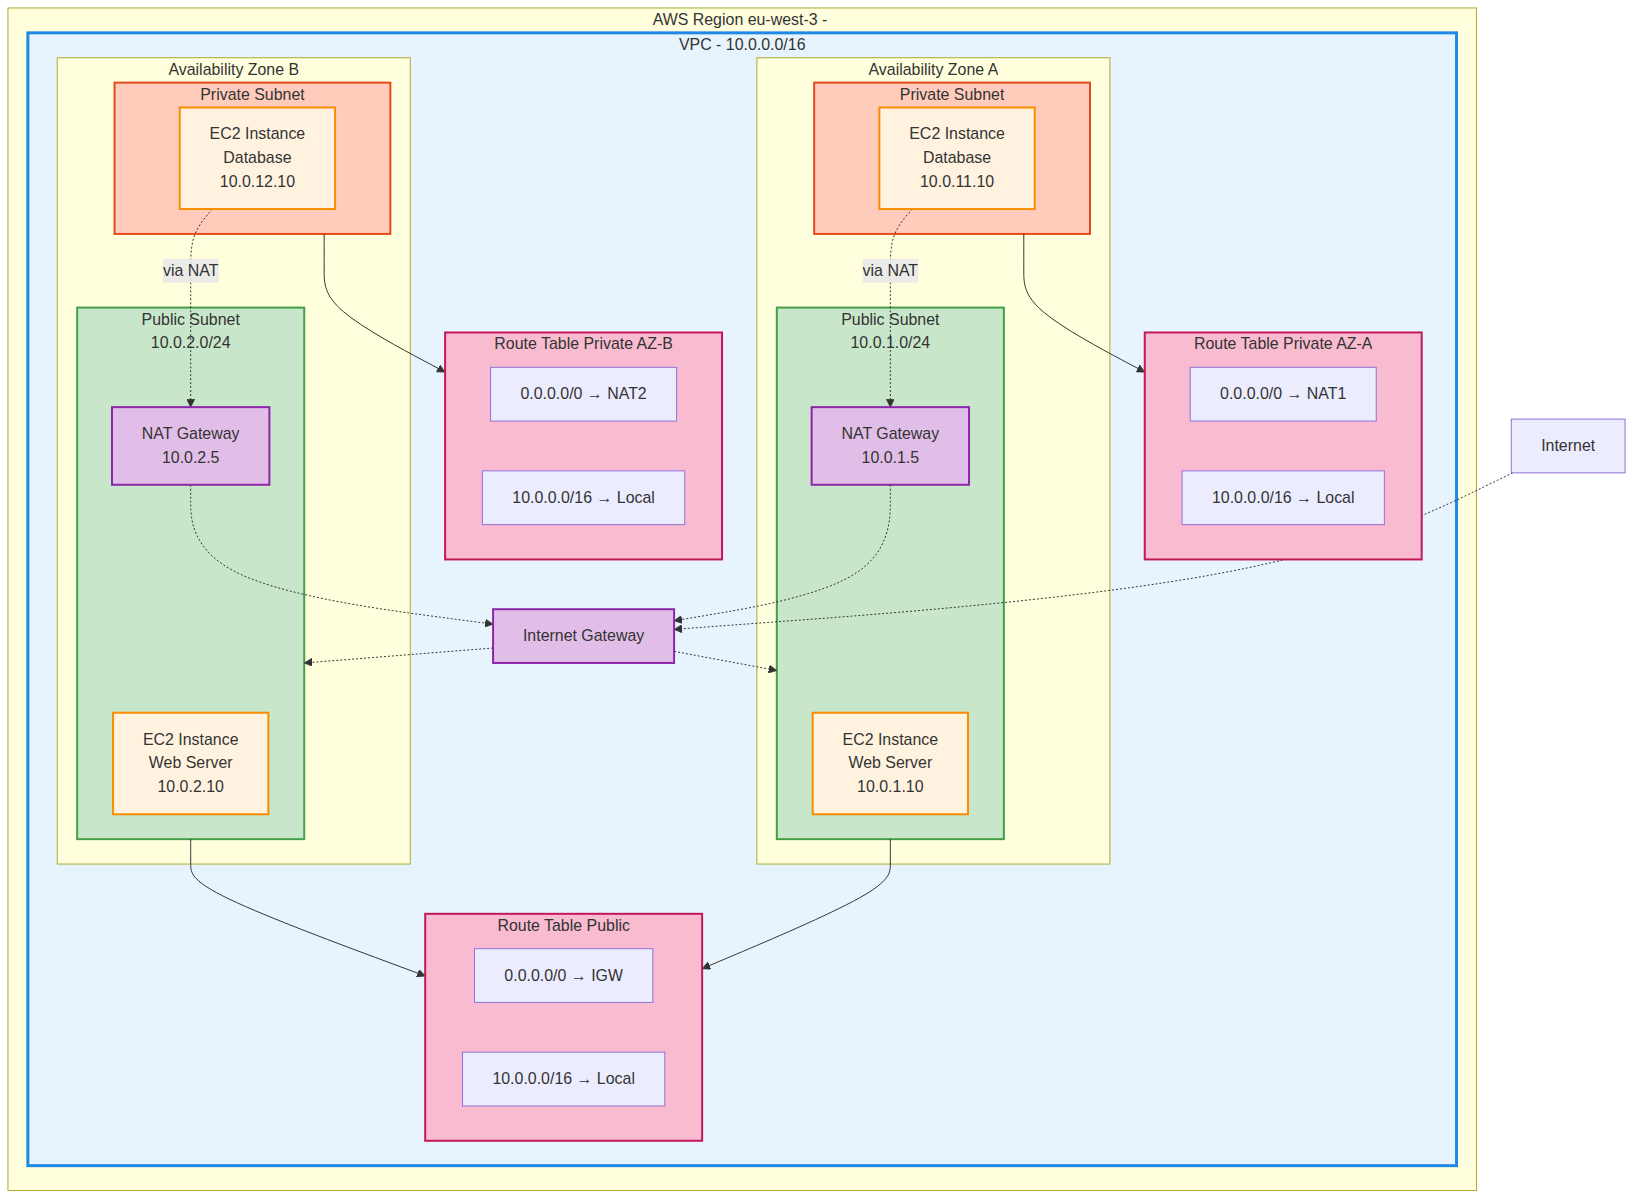 AWS Region eu-west-3 -
VPC - 10.0.0.0/16
Availability Zone B
Private Subnet
EC2 Instance
Database
10.0.12.10
via NAT
Public Subnet
10.0.2.0/24
NAT Gateway
10.0.2.5
EC2 Instance
Web Server
10.0.2.10
Route Table Private AZ-B
0.0.0.0/0 → NAT2
10.0.0.0/16 → Local
Internet Gateway
Availability Zone A
Private Subnet
EC2 Instance
Database
10.0.11.10
via NAT
Public Subnet
10.0.1.0/24
NAT Gateway
10.0.1.5
EC2 Instance
Web Server
10.0.1.10
Route Table Private AZ-A
0.0.0.0/0 → NAT1
10.0.0.0/16 → Local
Internet
Route Table Public
0.0.0.0/0 → IGW
10.0.0.0/16 → Local